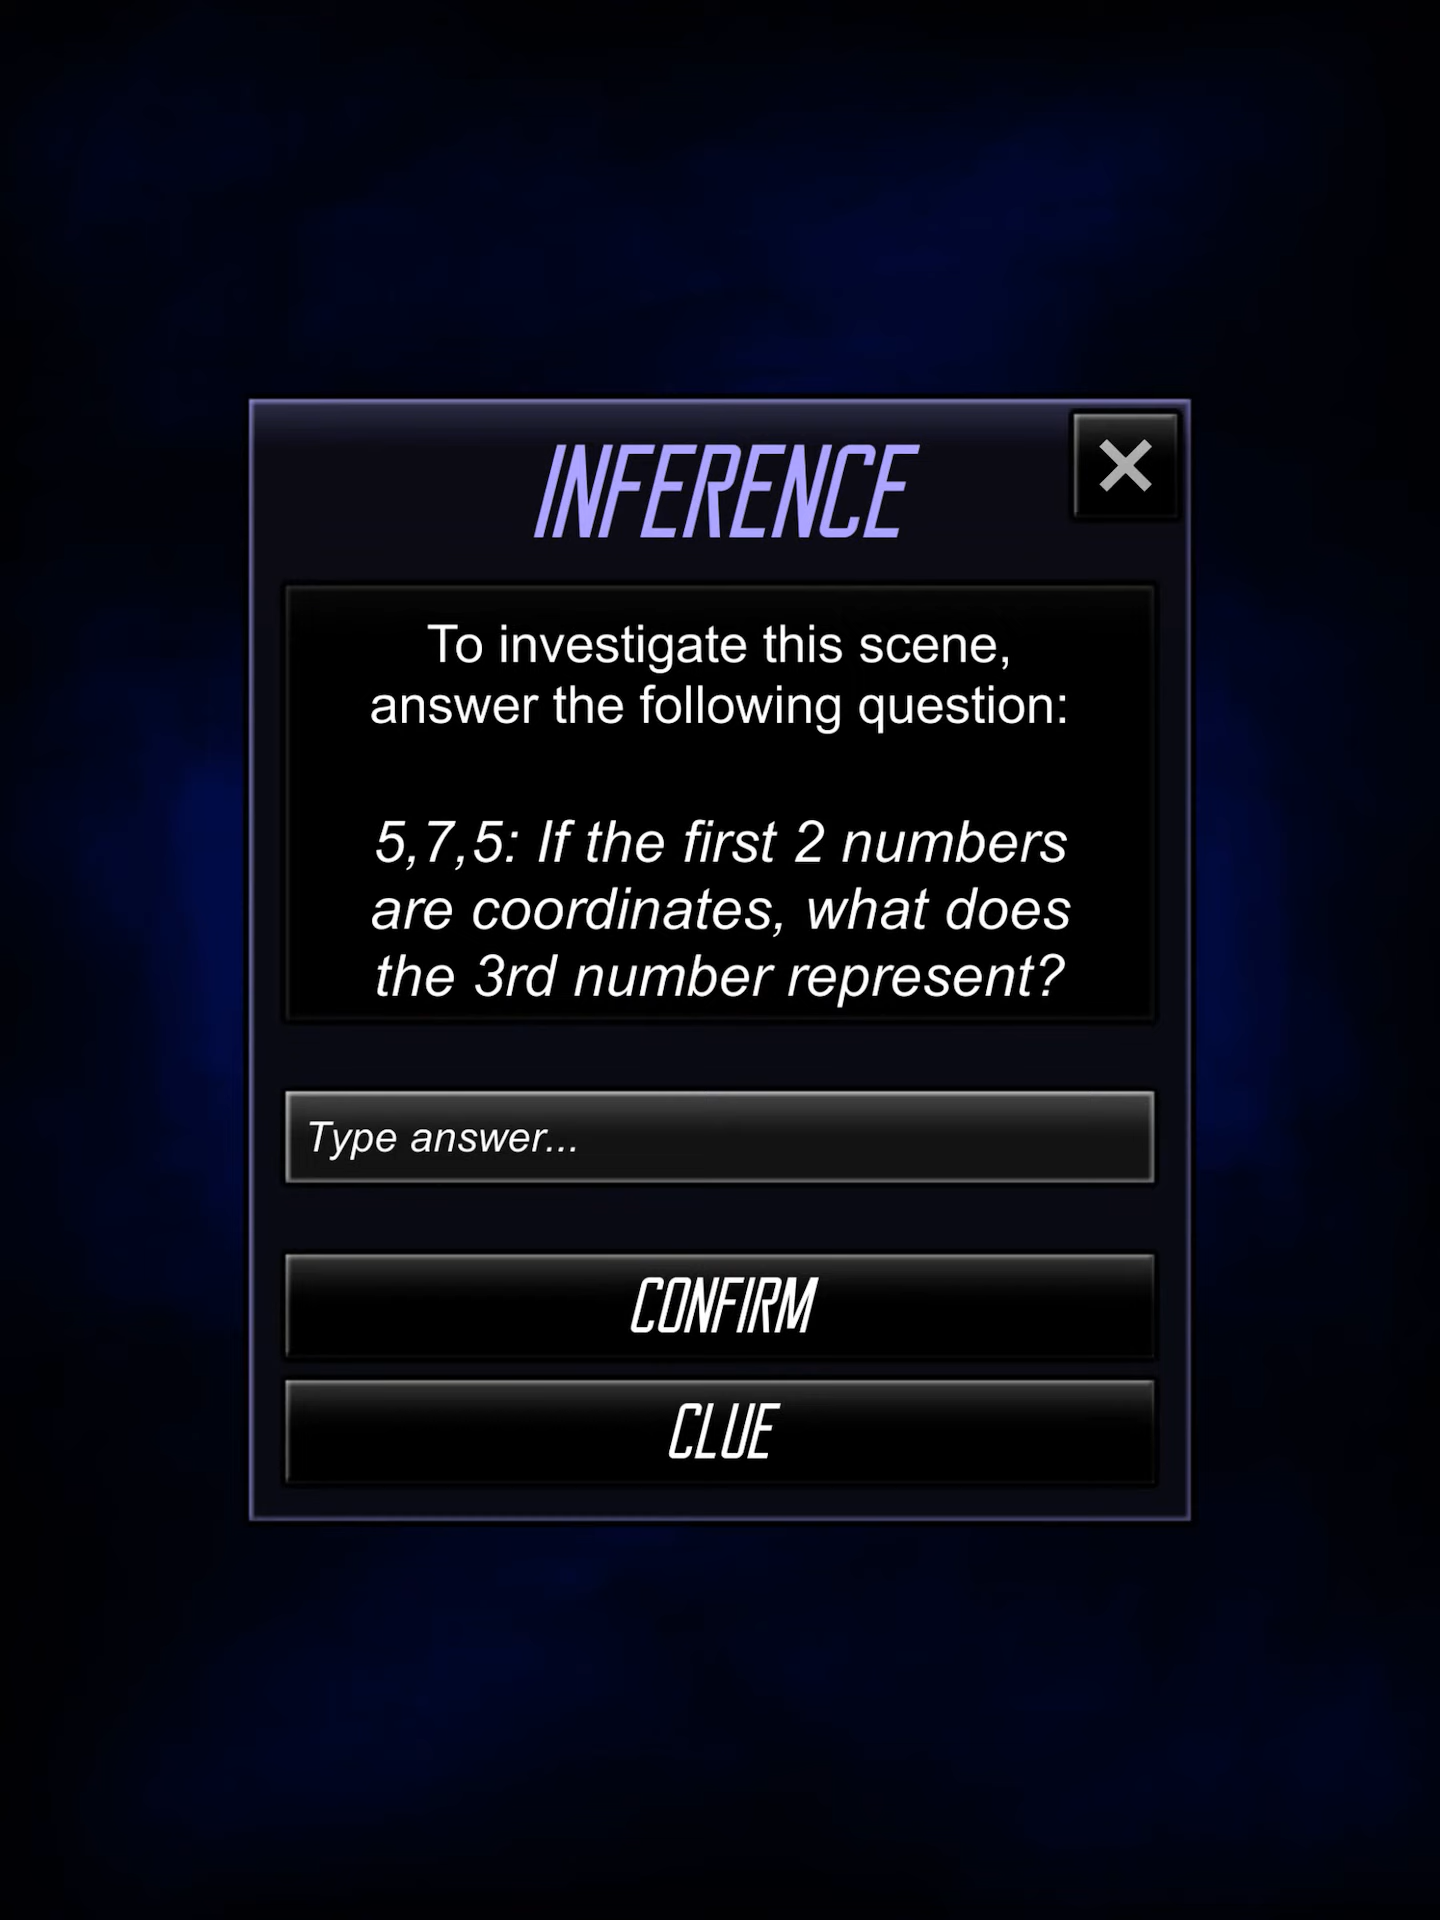 INFERENCE
To investigate this scene,
answer the following question:
5,7,5: If the first 2 numbers
are coordinates, what does
the 3rd number represent?
Type answer...
CONFIRM
CLUE